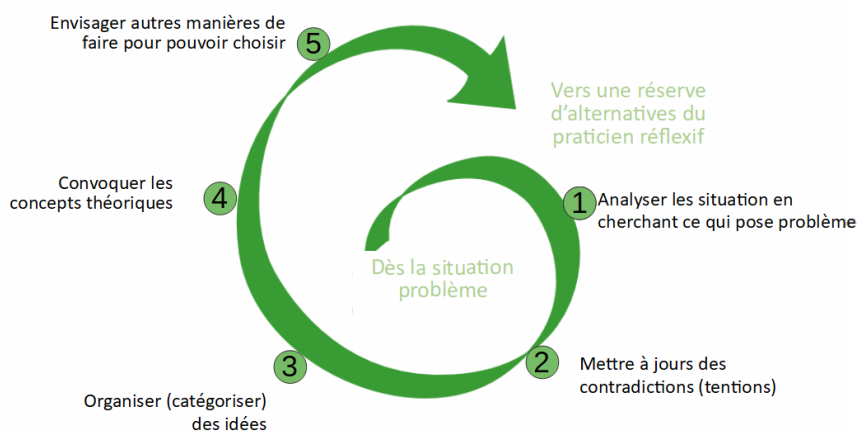 Envisager autres manières de
faire pour pouvoir choisir
5
Vers une réserve
d'alternatives du
praticien réflexif
Convoquer les
concepts théoriques
4
1
Analyser les situation en
cherchant ce qui pose problème
Dès la situation
problème
3
2
Mettre à jours des
contradictions (tentions)
Organiser (catégoriser)
des idées